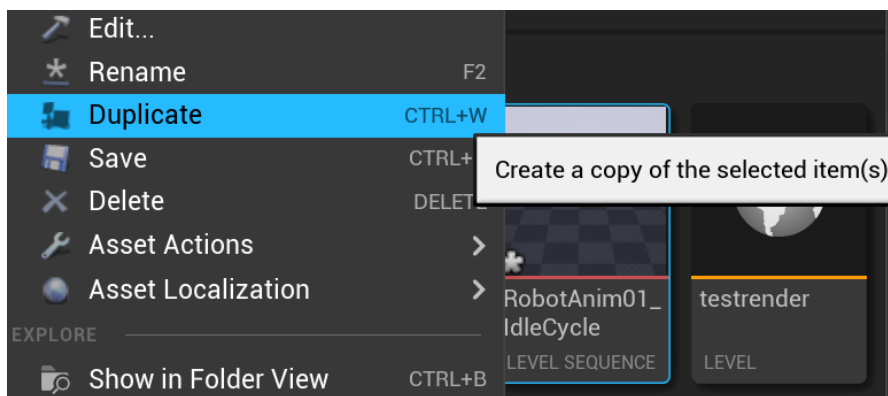 Edit...
Rename F2
Duplicate CTRL+W
Save CTRL+
Create a copy of the selected item(s)
Delete DELETE
Asset Actions
Asset Localization
RobotAnim01_
IdleCycle
testrender
EXPLORE
LEVEL SEQUENCE
LEVEL
Show in Folder View CTRL+B